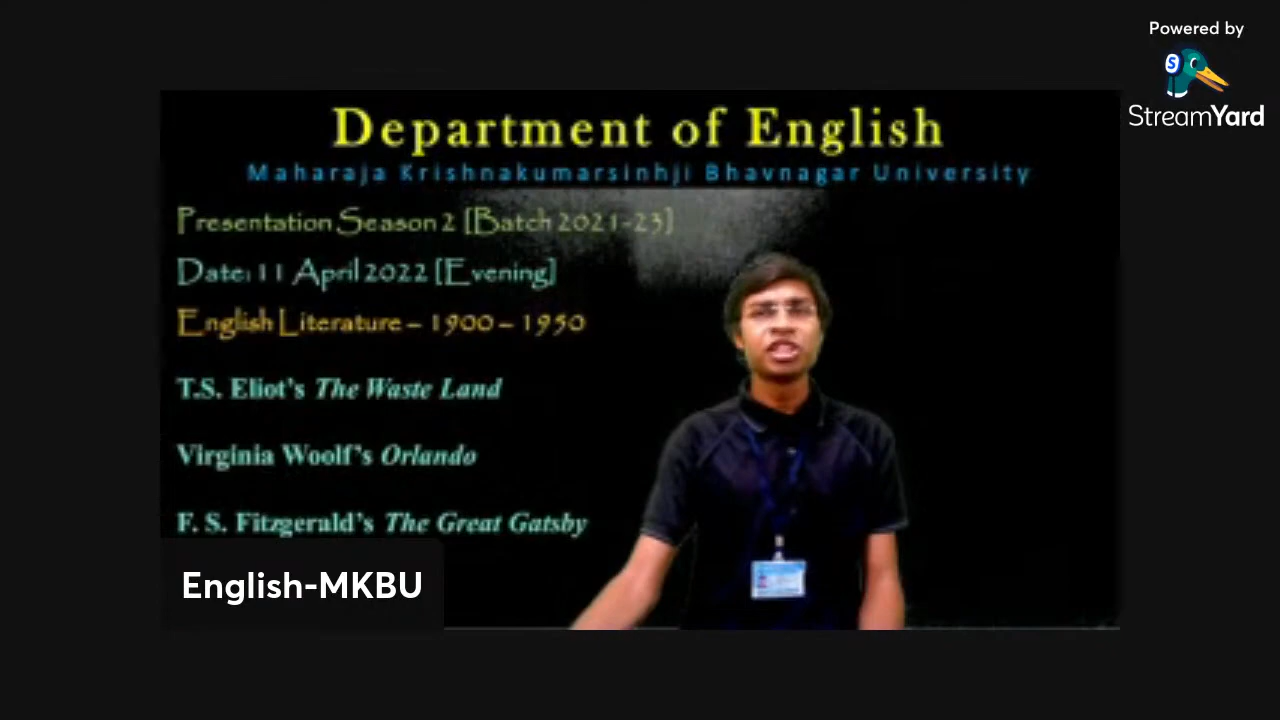 Powered by
StreamYard
Department of English
Maharaja Krishnakumarsinhji Bhavnagar University
Presentation Season 2 [Batch 2021-23]
Date: 11 April 2022 [Evening]
English Literature – 1900 – 1950
T.S. Eliot's The Waste Land
Virginia Woolf's Orlando
F. S. Fitzgerald's The Great Gatsby
English-MKBU